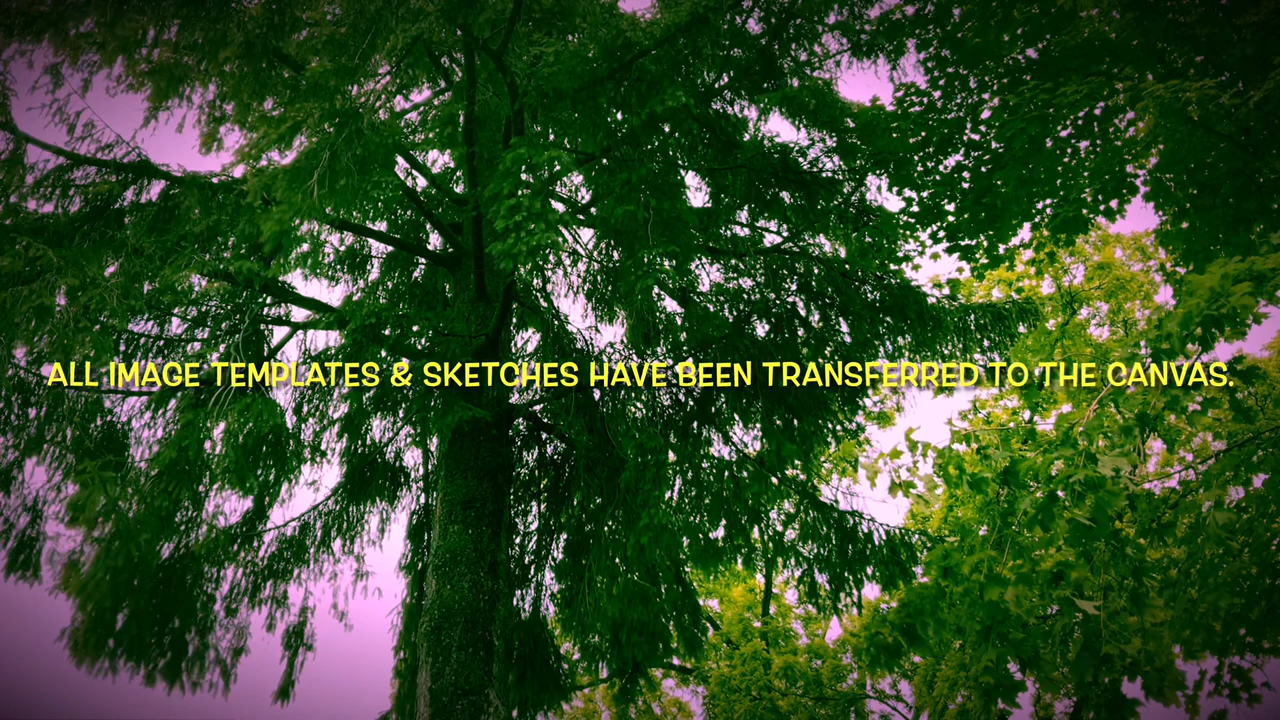 ALL IMAGE TEMPLATES & SKETCHES HAVE BEEN TRANSFERRED TO THE CANVAS.